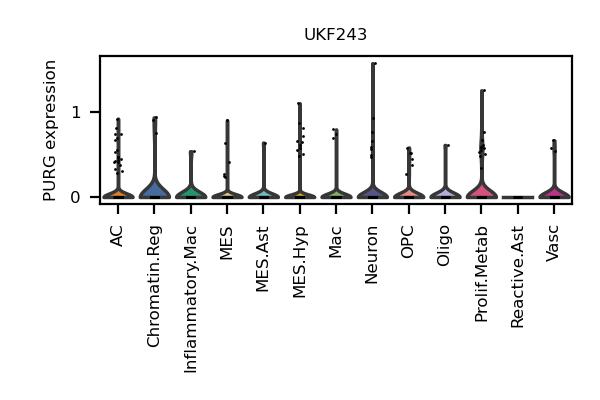 UKF243
PURG expression
1
0
AC
Chromatin.Reg
Inflammatory.Mac
MES
MES.Ast
MES.Hyp
Mac
Neuron
OPC
Oligo
Prolif.Metab
Reactive.Ast
Vasc